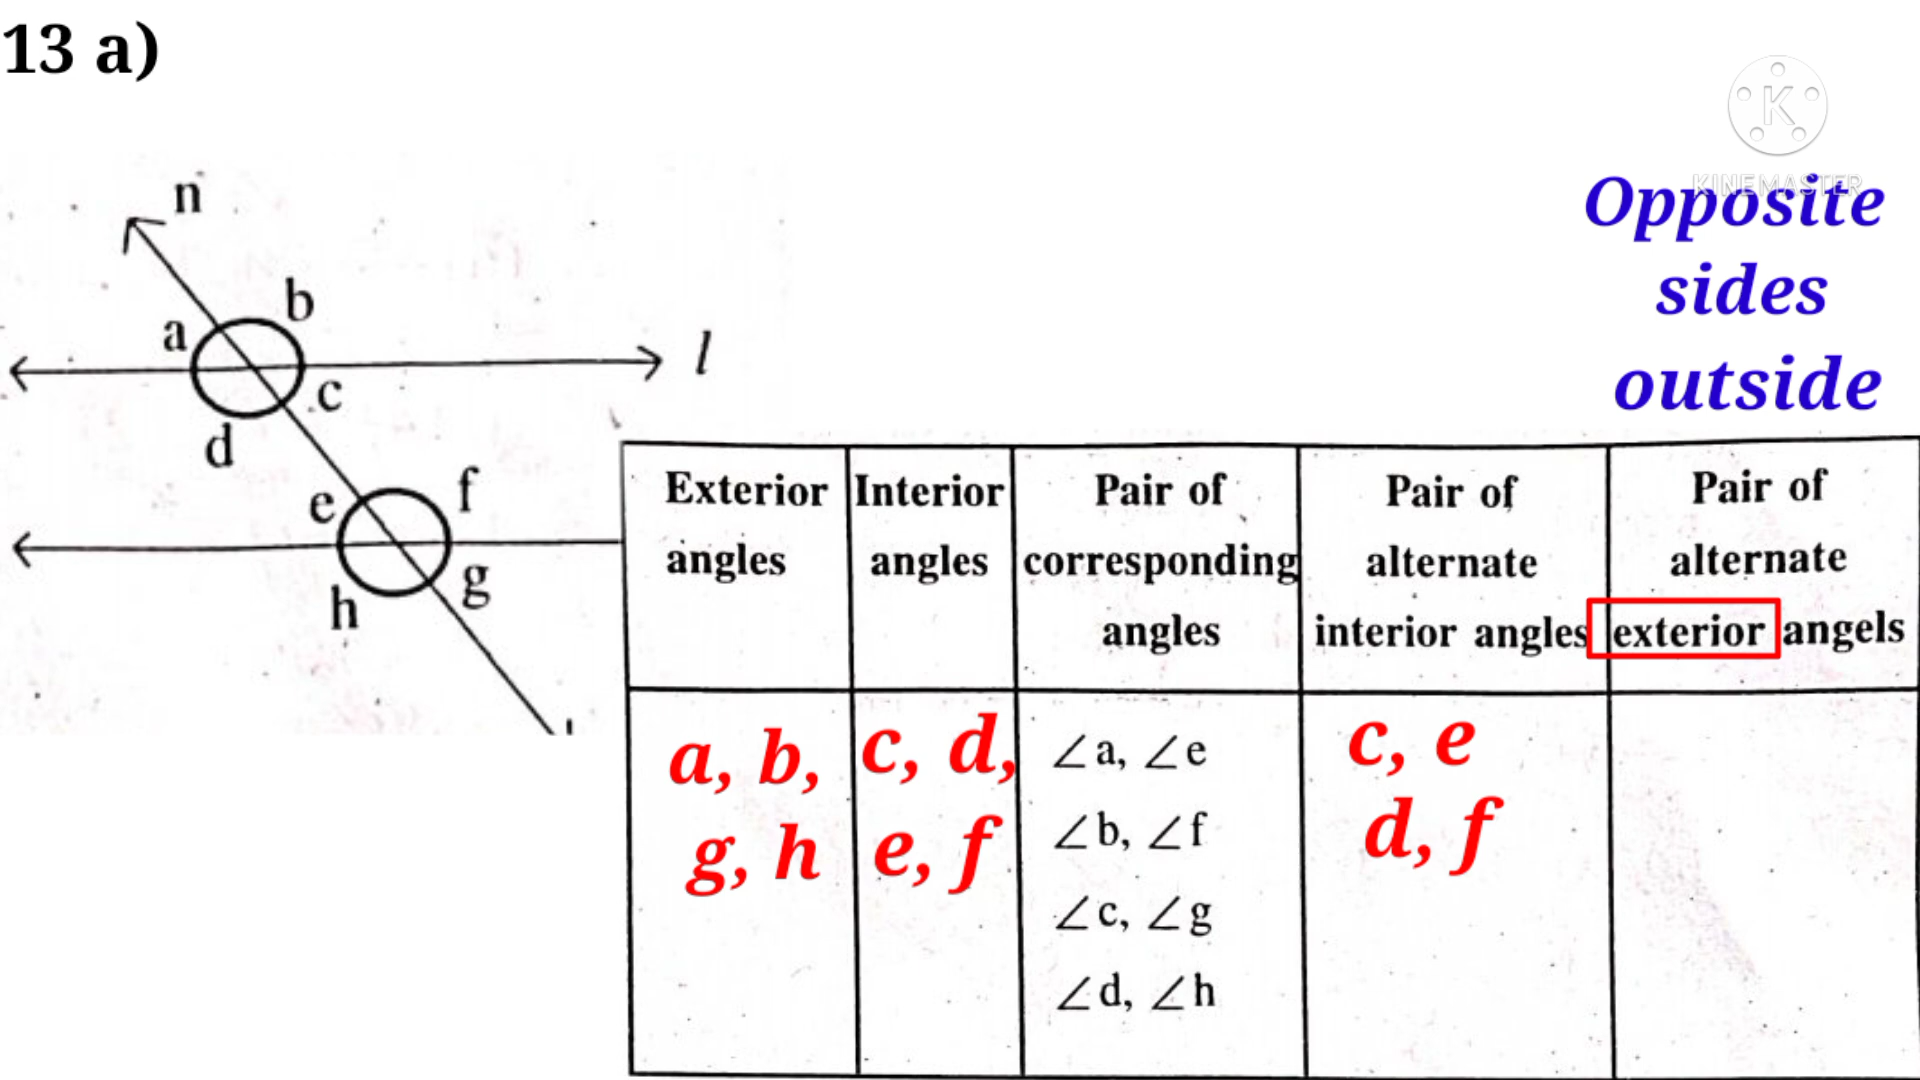 13 a)
K
KINEMASTER
Opposite
sides
outside
n
b
a
l
c
d
e
f
g
h
Exterior
angles
Interior
angles
Pair of
corresponding
angles
Pair of
alternate
interior angles
Pair of
alternate
exterior angels
a, b,
g, h
c, d,
e, f
∠a, ∠e
∠b, ∠f
∠c, ∠g
∠d, ∠h
c, e
d, f